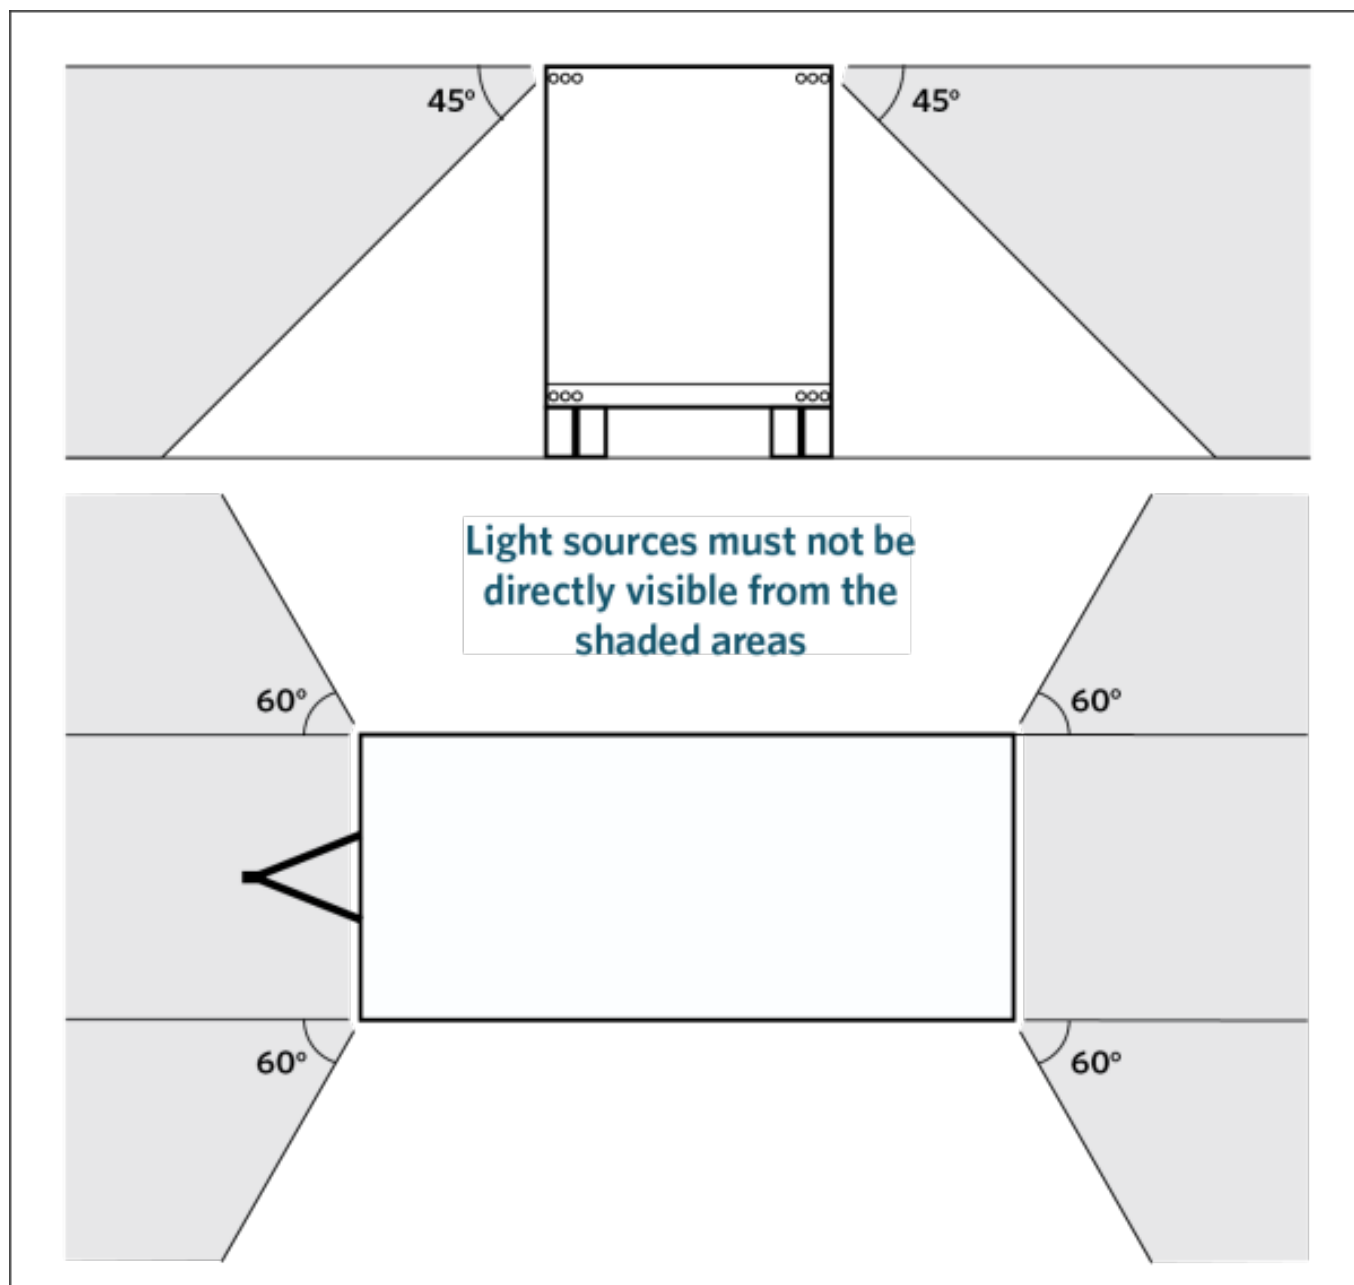 45° 45°
Light sources must not be
directly visible from the
shaded areas
60° 60°
60° 60°